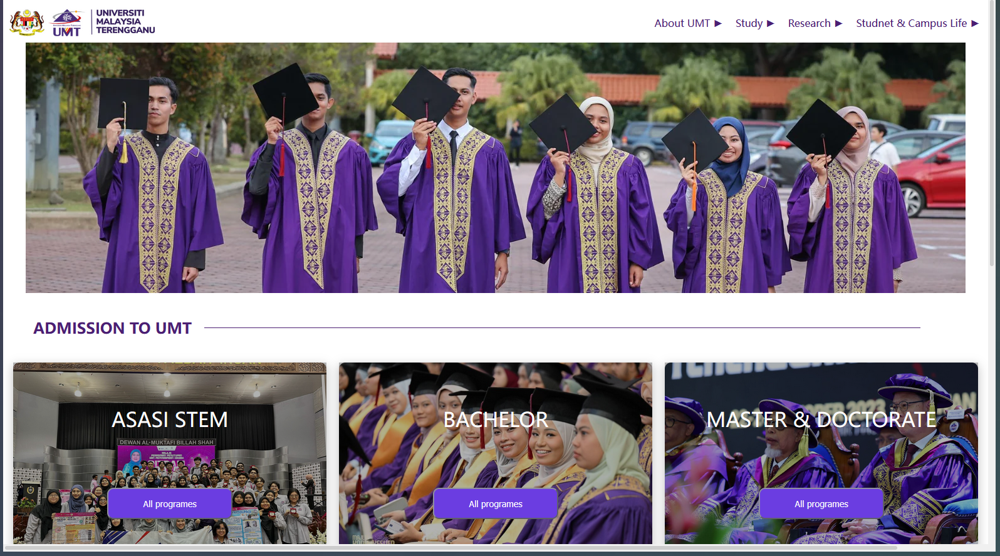 UNIVERSITI
MALAYSIA
TERENGGANU
UMT
About UMT ▶ Study ▶ Research ▶ Studnet & Campus Life ▶
ADMISSION TO UMT
ASASI STEM
DEWAN AL-MUKTAFI BILLAH SHAH
All programes
BACHELOR
All programes
MASTER & DOCTORATE
All programes